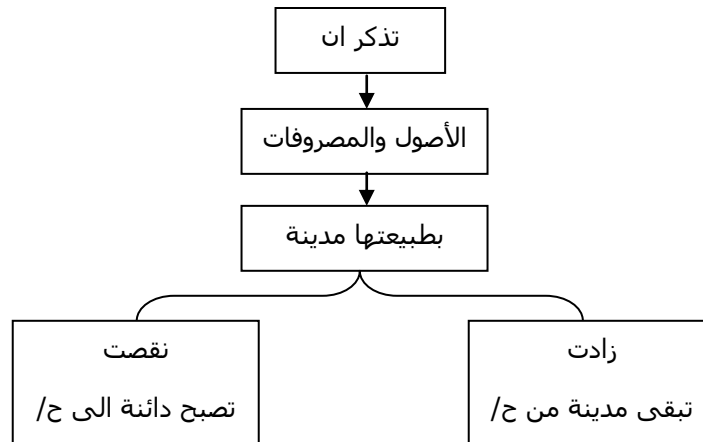 تذكر ان
الأصول والمصروفات
بطبيعتها مدينة
زادت
تبقى مدينة من ح/
نقصت
تصبح دائنة الى ح/